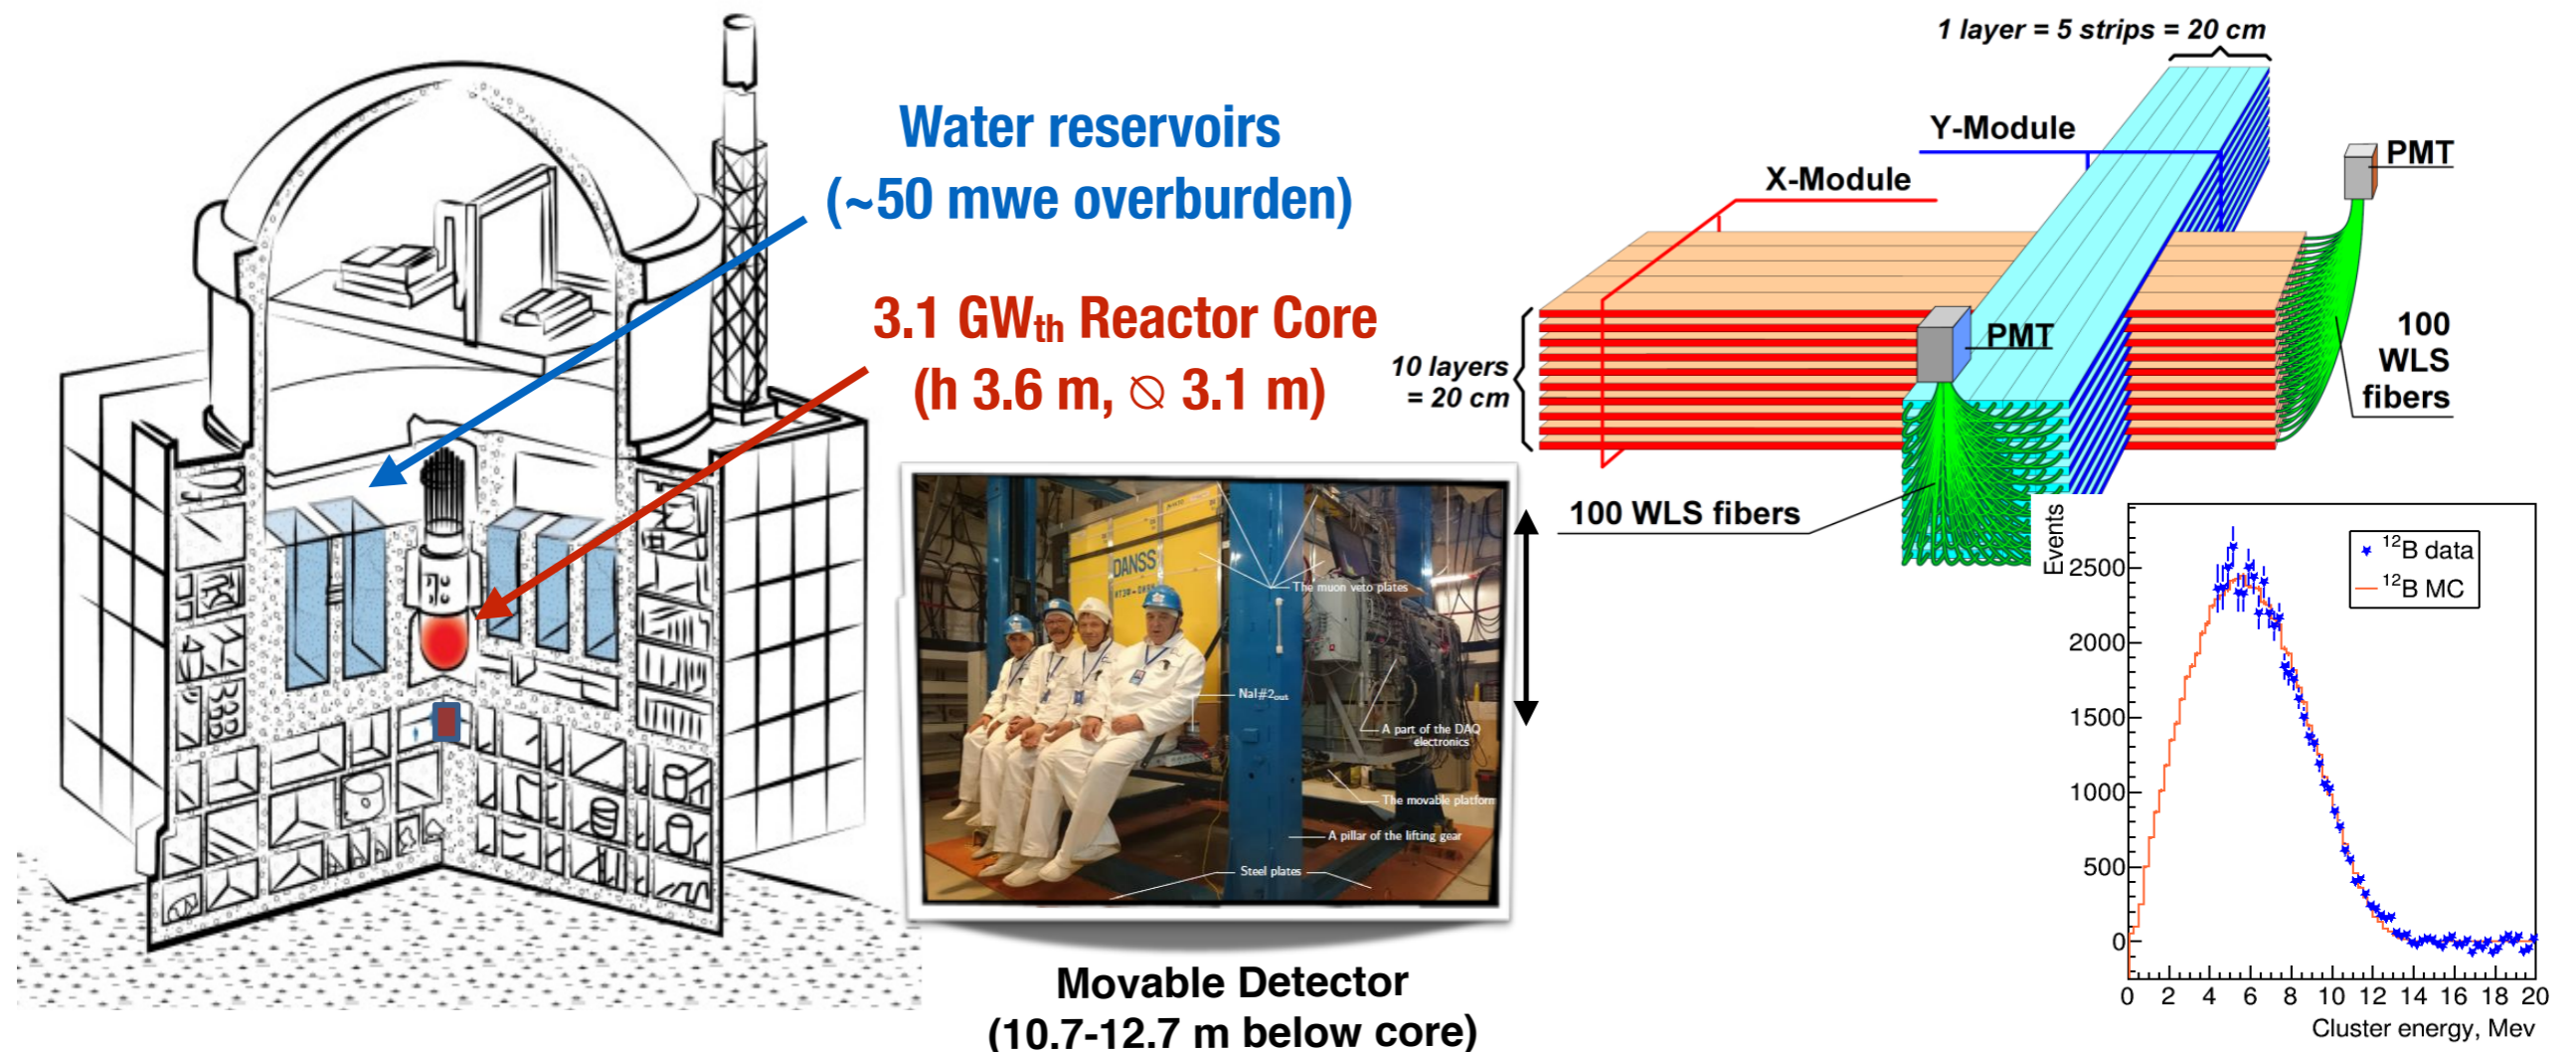 Water reservoirs
(~50 mwe overburden)
3.1 GWth Reactor Core
(h 3.6 m, ∅ 3.1 m)
1 layer = 5 strips = 20 cm
Y-Module
X-Module
PMT
PMT
10 layers
= 20 cm
100
WLS
fibers
100 WLS fibers
DANSS
The muon veto plates
NaI#2out
A part of the DAQ
electronics
The movable platform
A pillar of the lifting gear
Steel plates
Movable Detector
(10.7-12.7 m below core)
Events
12B data
12B MC
2500
2000
1500
1000
500
0
0 2 4 6 8 10 12 14 16 18 20
Cluster energy, Mev